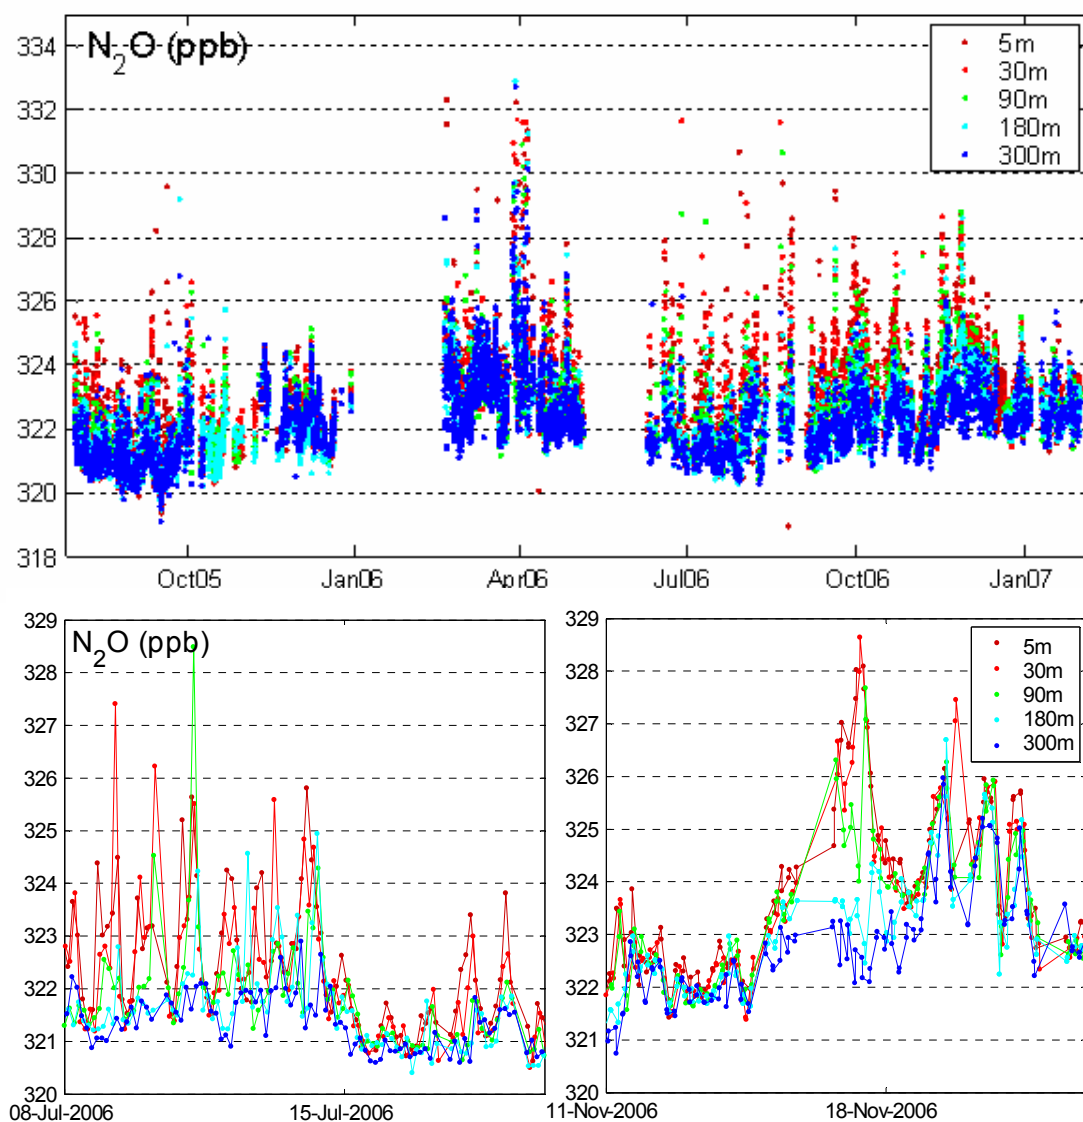 N₂O (ppb)
334
332
330
328
326
324
322
320
318
5m
30m
90m
180m
300m
Oct05
Jan06
Apr06
Jul06
Oct06
Jan07
N₂O (ppb)
329
328
327
326
325
324
323
322
321
320
08-Jul-2006
15-Jul-2006
329
328
327
326
325
324
323
322
321
320
5m
30m
90m
180m
300m
11-Nov-2006
18-Nov-2006